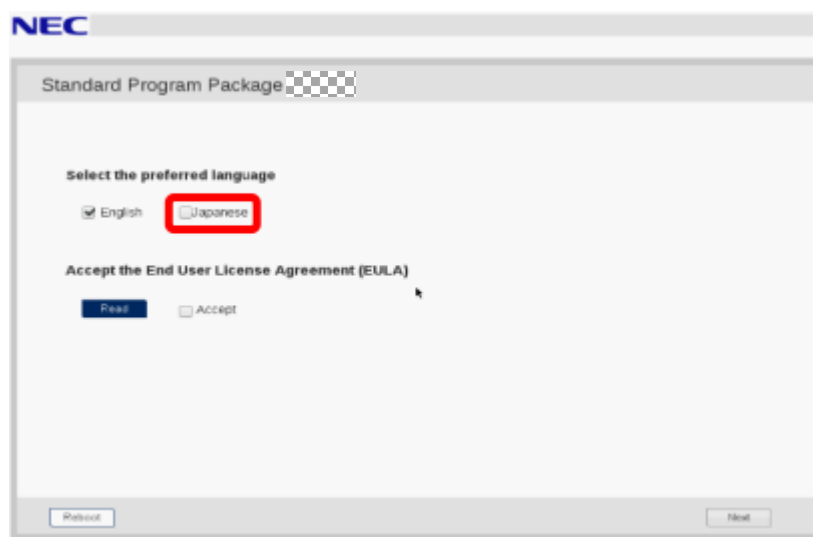 NEC
Standard Program Package
Select the preferred language
English Japanese
Accept the End User License Agreement (EULA)
Read Accept
Reboot Next